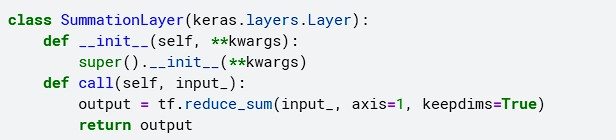 class SummationLayer(keras.layers.Layer):
    def __init__(self, **kwargs):
        super().__init__(**kwargs)
    def call(self, input_):
        output = tf.reduce_sum(input_, axis=1, keepdims=True)
        return output